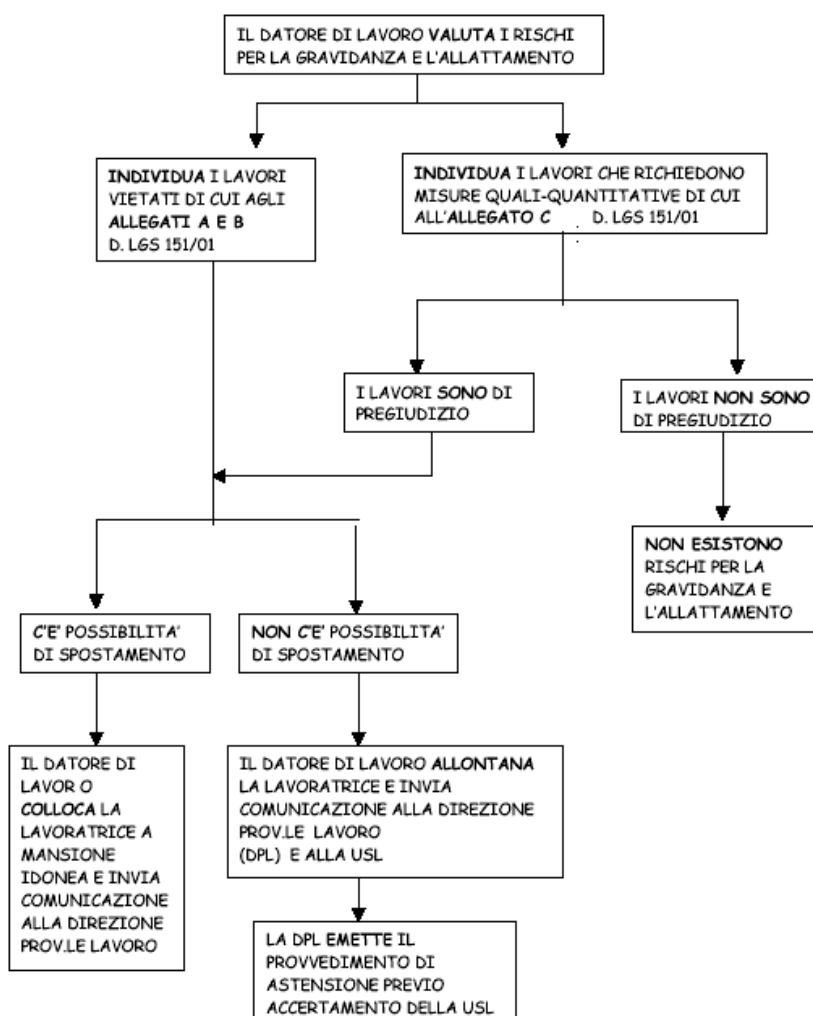 IL DATORE DI LAVORO VALUTA I RISCHI
PER LA GRAVIDANZA E L'ALLATTAMENTO
INDIVIDUA I LAVORI
VIETATI DI CUI AGLI
ALLEGATI A E B
D. LGS 151/01
INDIVIDUA I LAVORI CHE RICHIEDONO
MISURE QUALI-QUANTITATIVE DI CUI
ALL'ALLEGATO C D. LGS 151/01
I LAVORI SONO DI
PREGIUDIZIO
I LAVORI NON SONO
DI PREGIUDIZIO
NON ESISTONO
RISCHI PER LA
GRAVIDANZA E
L'ALLATTAMENTO
C'E' POSSIBILITA'
DI SPOSTAMENTO
NON C'E' POSSIBILITA'
DI SPOSTAMENTO
IL DATORE DI
LAVOR O
COLLOCA LA
LAVORATRICE A
MANSIONE
IDONEA E INVIA
COMUNICAZIONE
ALLA DIREZIONE
PROV.LE LAVORO
IL DATORE DI LAVORO ALLONTANA
LA LAVORATRICE E INVIA
COMUNICAZIONE ALLA DIREZIONE
PROV.LE LAVORO
(DPL) E ALLA USL
LA DPL EMETTE IL
PROVVEDIMENTO DI
ASTENSIONE PREVIO
ACCERTAMENTO DELLA USL